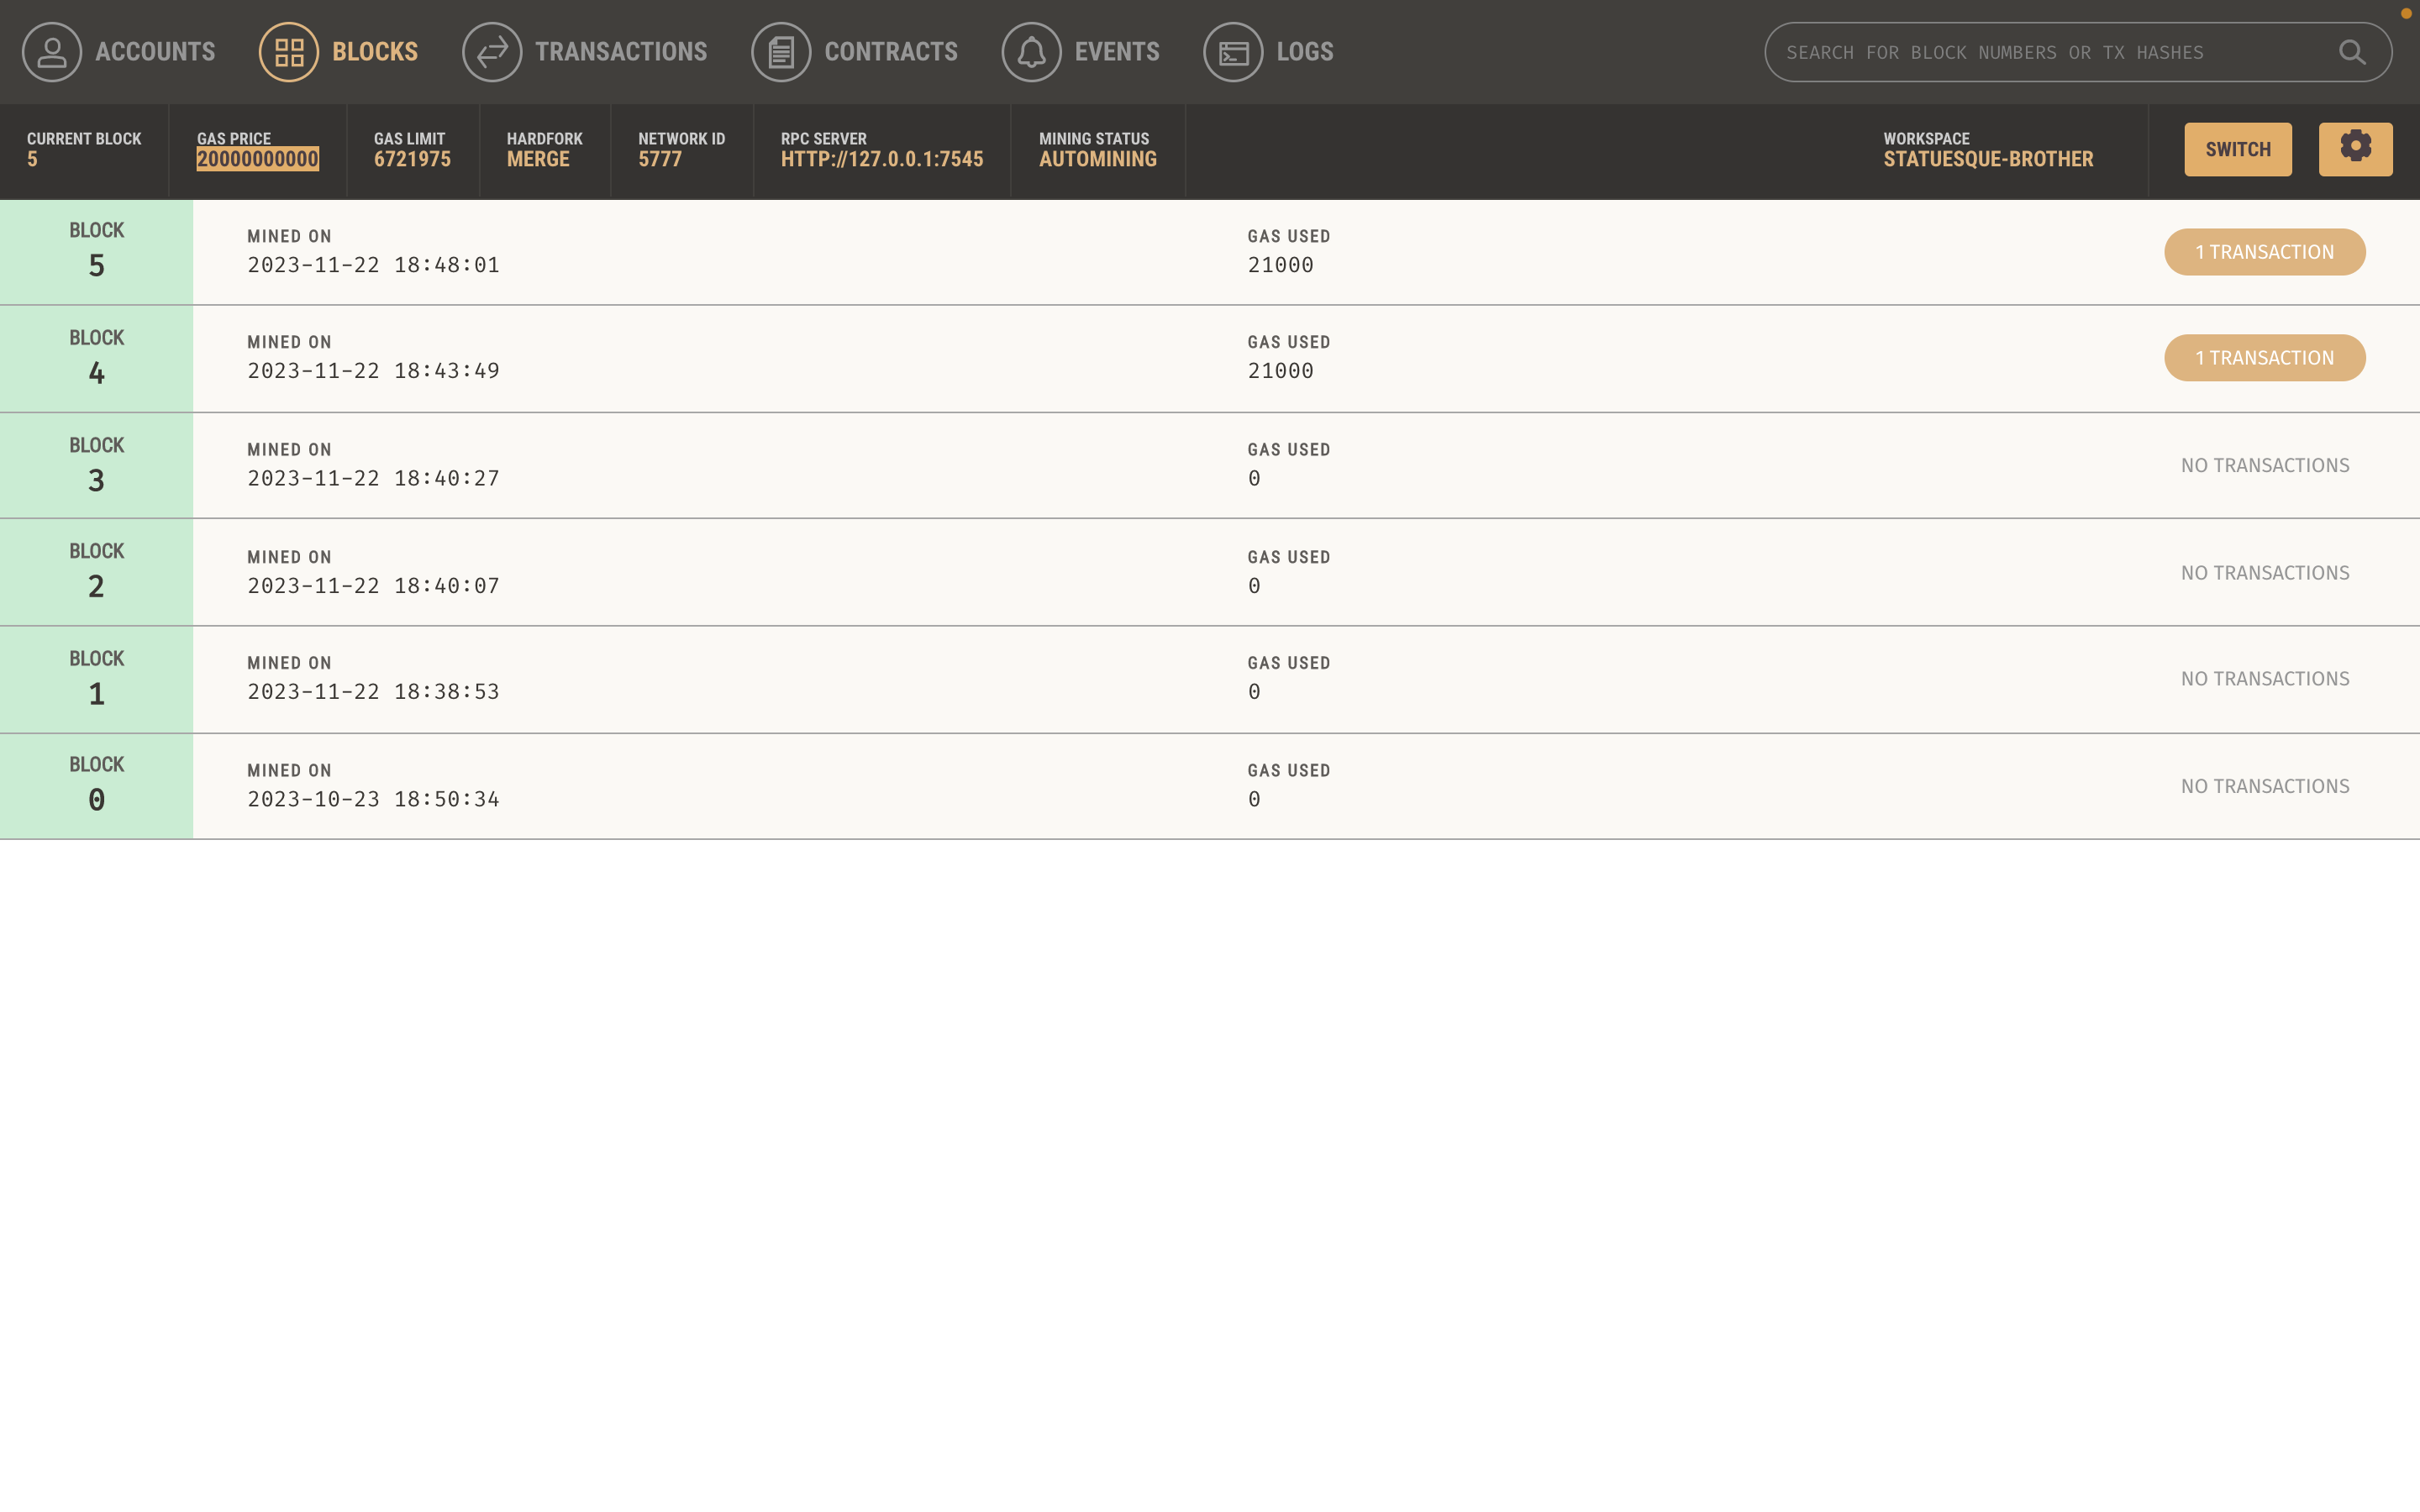 ACCOUNTS BLOCKS TRANSACTIONS CONTRACTS EVENTS LOGS SEARCH FOR BLOCK NUMBERS OR TX HASHES
CURRENT BLOCK GAS PRICE GAS LIMIT HARDFORK NETWORK ID RPC SERVER MINING STATUS WORKSPACE
5 20000000000 6721975 MERGE 5777 HTTP://127.0.0.1:7545 AUTOMINING STATUESQUE-BROTHER SWITCH
BLOCK MINED ON GAS USED
5 2023-11-22 18:48:01 21000 1 TRANSACTION
BLOCK MINED ON GAS USED
4 2023-11-22 18:43:49 21000 1 TRANSACTION
BLOCK MINED ON GAS USED
3 2023-11-22 18:40:27 0 NO TRANSACTIONS
BLOCK MINED ON GAS USED
2 2023-11-22 18:40:07 0 NO TRANSACTIONS
BLOCK MINED ON GAS USED
1 2023-11-22 18:38:53 0 NO TRANSACTIONS
BLOCK MINED ON GAS USED
0 2023-10-23 18:50:34 0 NO TRANSACTIONS